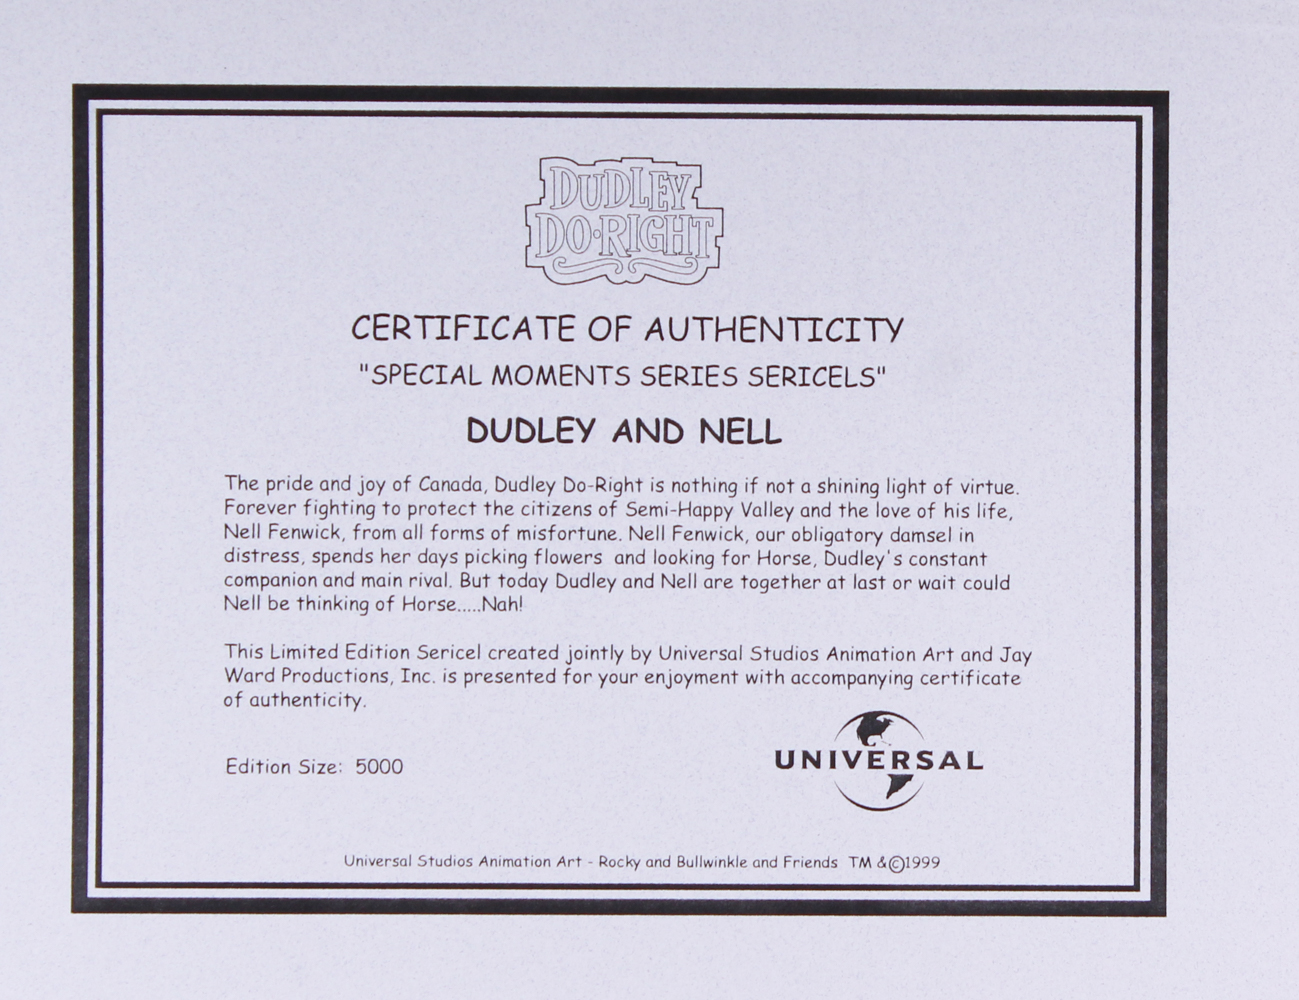 DUDLEY
DO·RIGHT
CERTIFICATE OF AUTHENTICITY
"SPECIAL MOMENTS SERIES SERICELS"
DUDLEY AND NELL
The pride and joy of Canada, Dudley Do-Right is nothing if not a shining light of virtue.
Forever fighting to protect the citizens of Semi-Happy Valley and the love of his life,
Nell Fenwick, from all forms of misfortune. Nell Fenwick, our obligatory damsel in
distress, spends her days picking flowers and looking for Horse, Dudley's constant
companion and main rival. But today Dudley and Nell are together at last or wait could
Nell be thinking of Horse.....Nah!
This Limited Edition Sericel created jointly by Universal Studios Animation Art and Jay
Ward Productions, Inc. is presented for your enjoyment with accompanying certificate
of authenticity.
UNIVERSAL
Edition Size: 5000
Universal Studios Animation Art - Rocky and Bullwinkle and Friends TM &©1999